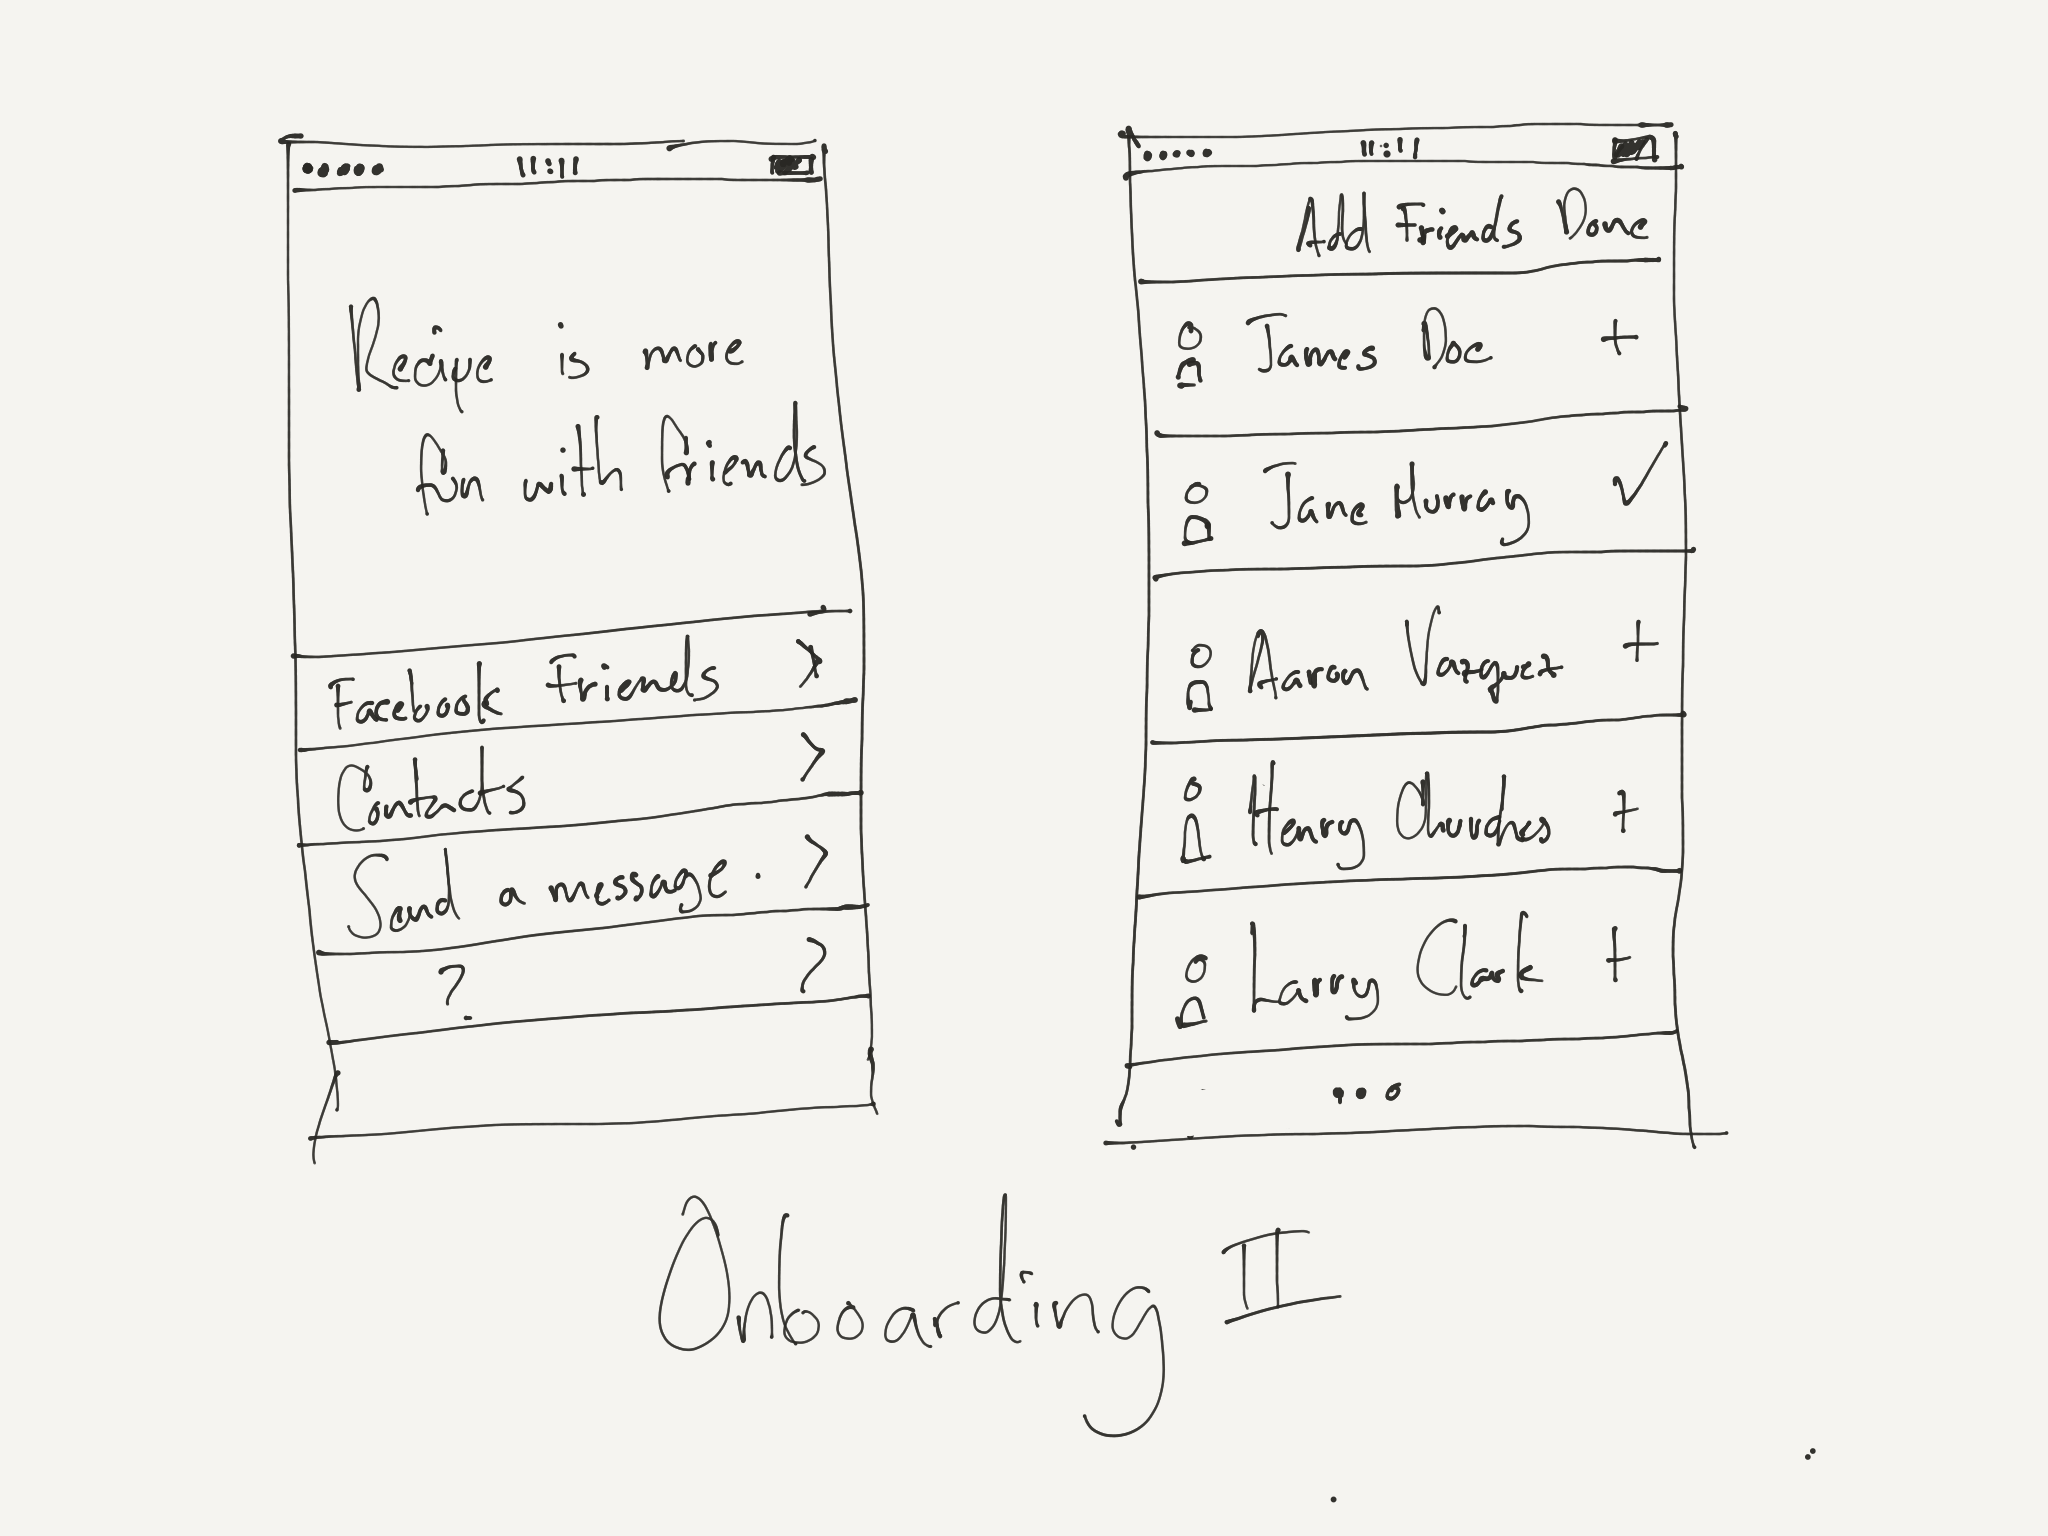 11:11
Recipe is more
fun with friends
Facebook Friends >
Contacts >
Send a message. >
? >
11:11
Add Friends Done
James Doe +
Jane Murray ✓
Aaron Vazquez +
Henry Churches +
Larry Clark +
•••
Onboarding II